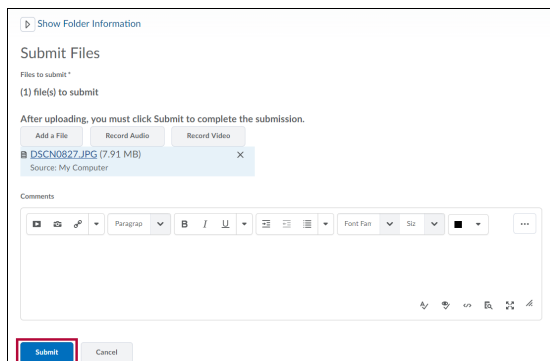 Show Folder Information
Submit Files
Files to submit *
(1) file(s) to submit
After uploading, you must click Submit to complete the submission.
Add a File Record Audio Record Video
DSCN0827.JPG (7.91 MB)
Source: My Computer
Comments
Paragrap B I U Font Fan Siz
Submit Cancel